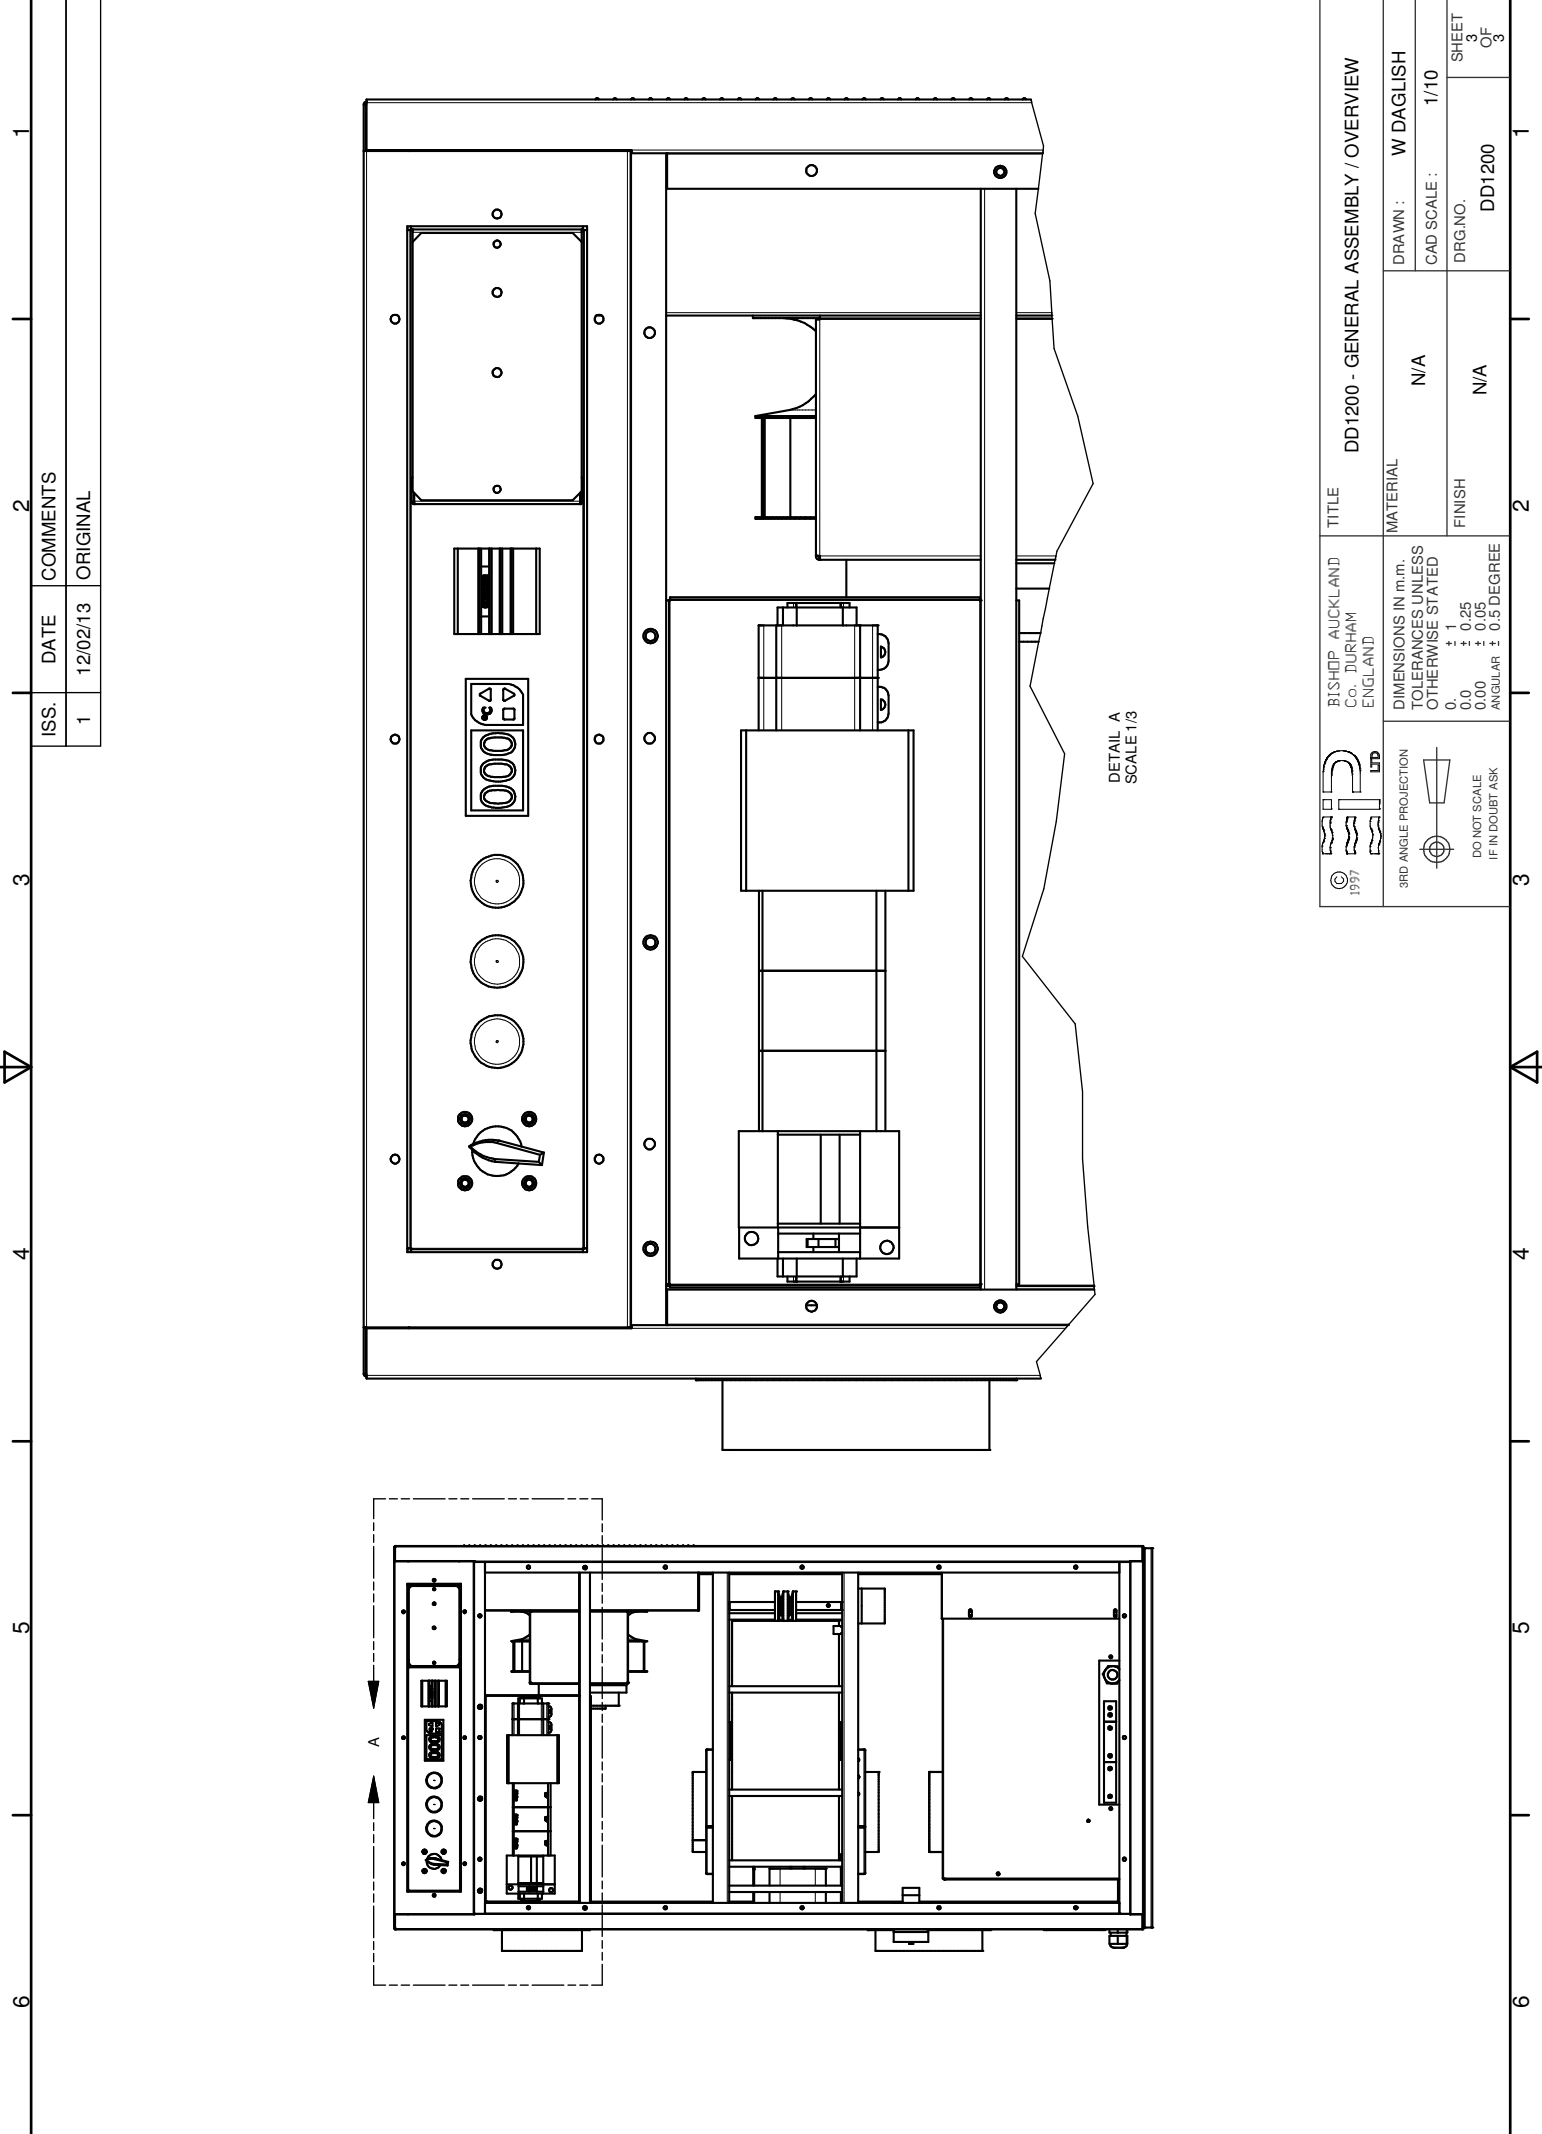 ISS. DATE COMMENTS
1 12/02/13 ORIGINAL
6 5 4 3 2 1
A
°C
000
DETAIL A
SCALE 1/3
© 1997
LTD
BISHOP AUCKLAND
Co. DURHAM
ENGLAND
TITLE
DD1200 - GENERAL ASSEMBLY / OVERVIEW
3RD ANGLE PROJECTION
DO NOT SCALE
IF IN DOUBT ASK
DIMENSIONS IN m.m.
TOLERANCES UNLESS
OTHERWISE STATED
0. ± 1
0.0 ± 0.25
0.00 ± 0.05
ANGULAR ± 0.5 DEGREE
MATERIAL
N/A
FINISH
N/A
DRAWN : W DAGLISH
CAD SCALE : 1/10
DRG.NO.
DD1200
SHEET
3
OF
3
6 5 4 3 2 1